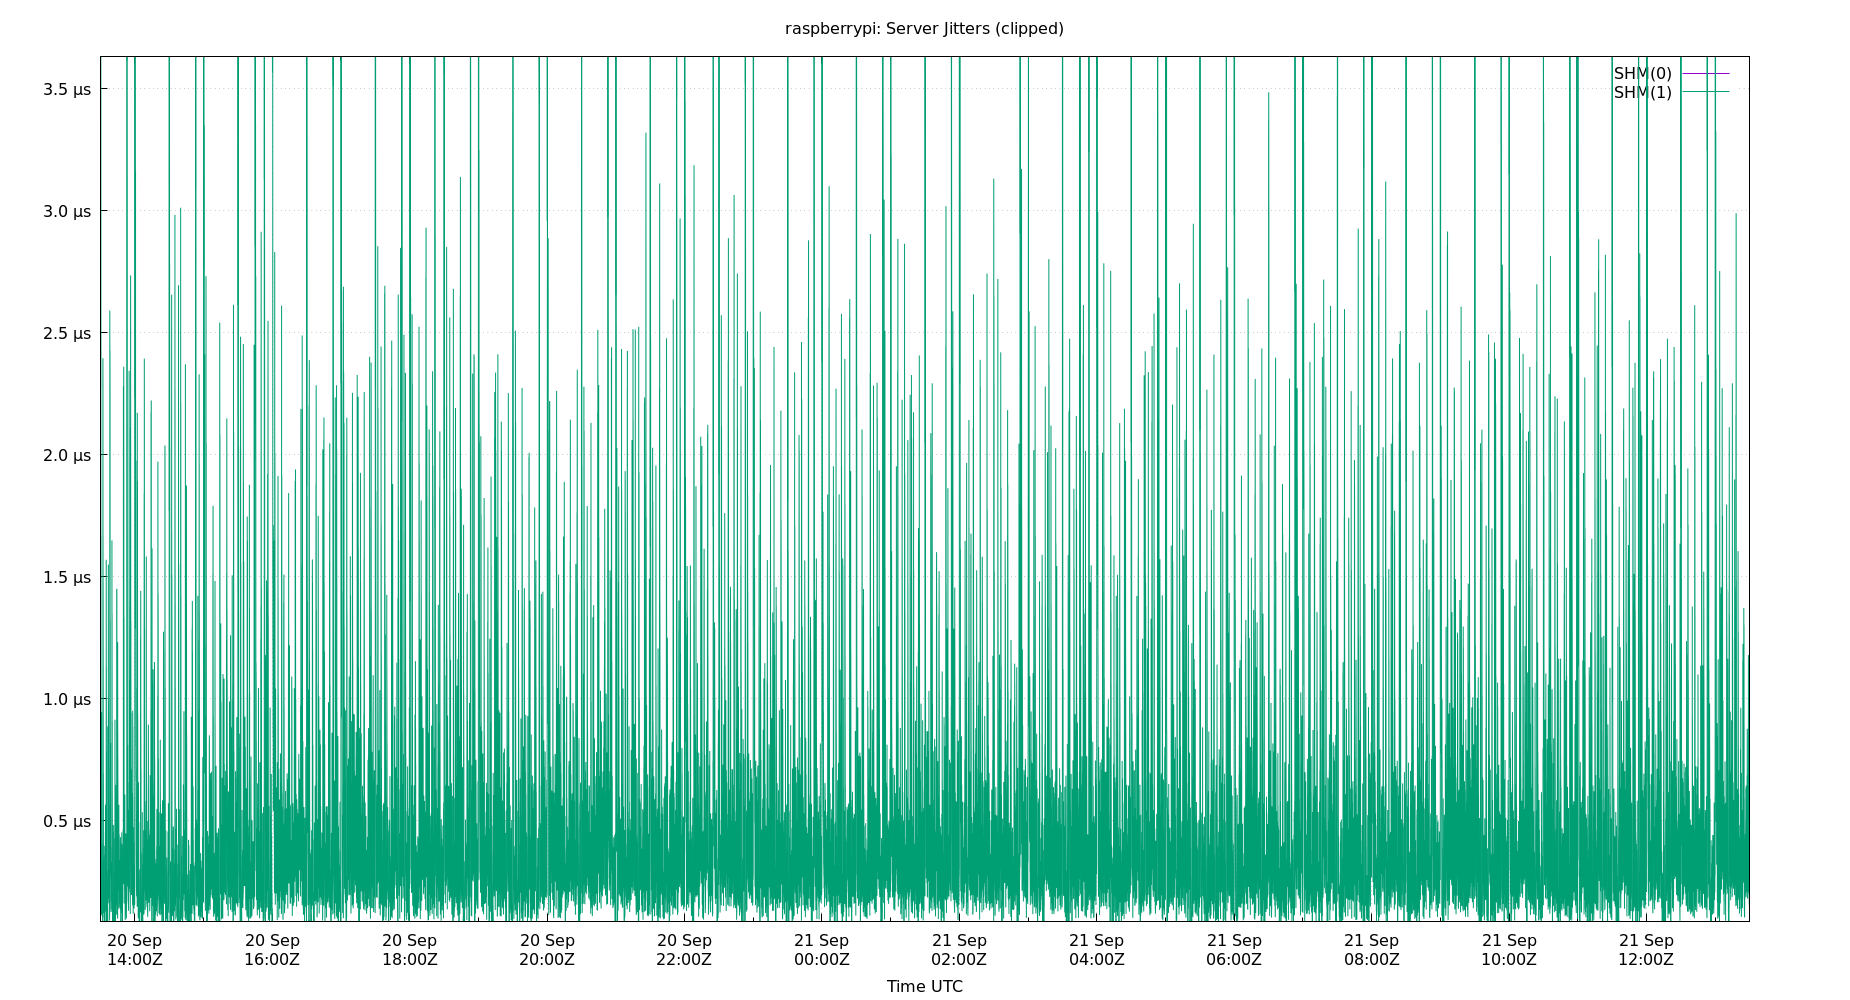 raspberrypi: Server Jitters (clipped)
SHM(0)
SHM(1)
3.5 µs
3.0 µs
2.5 µs
2.0 µs
1.5 µs
1.0 µs
0.5 µs
20 Sep 20 Sep 20 Sep 20 Sep 20 Sep 21 Sep 21 Sep 21 Sep 21 Sep 21 Sep 21 Sep 21 Sep
14:00Z 16:00Z 18:00Z 20:00Z 22:00Z 00:00Z 02:00Z 04:00Z 06:00Z 08:00Z 10:00Z 12:00Z
Time UTC